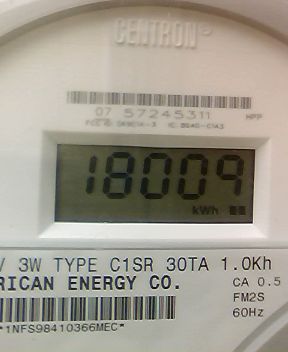 CENTRON®
07 57245311 HPP
18009
kWh
V 3W TYPE C1SR 30TA 1.0Kh
RICAN ENERGY CO. CA 0.5
FM2S
60Hz
*1NFS98410366MEC*